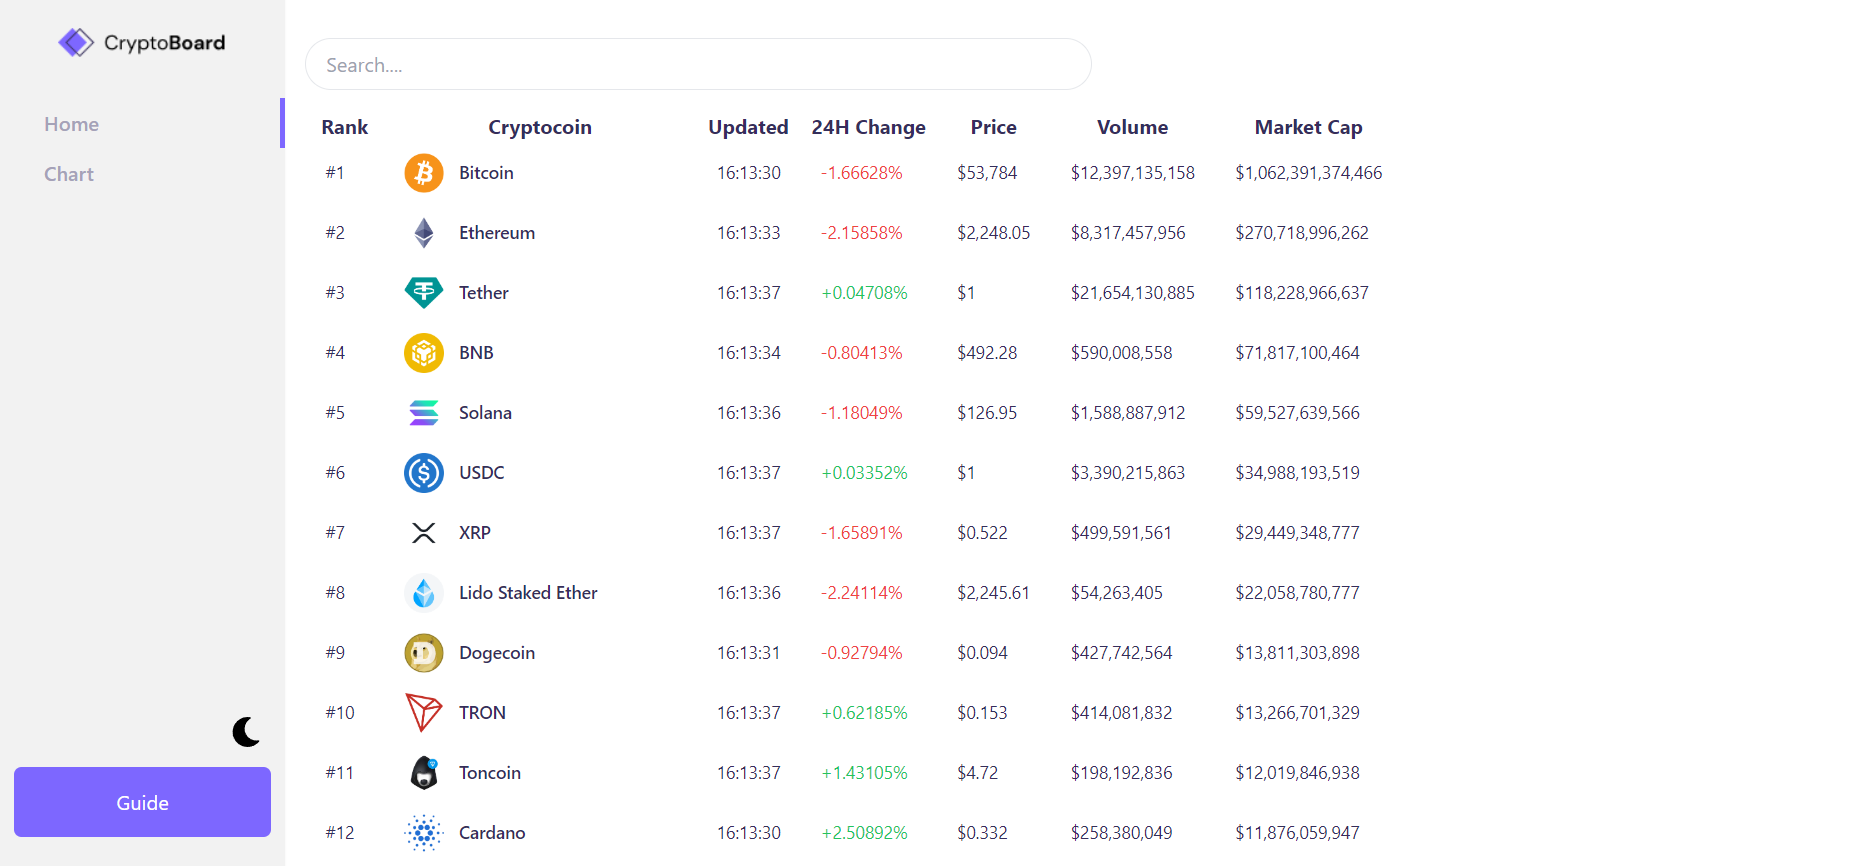 CryptoBoard
Home
Chart
Guide
Search....
Rank Cryptocoin Updated 24H Change Price Volume Market Cap
#1 Bitcoin 16:13:30 -1.66628% $53,784 $12,397,135,158 $1,062,391,374,466
#2 Ethereum 16:13:33 -2.15858% $2,248.05 $8,317,457,956 $270,718,996,262
#3 Tether 16:13:37 +0.04708% $1 $21,654,130,885 $118,228,966,637
#4 BNB 16:13:34 -0.80413% $492.28 $590,008,558 $71,817,100,464
#5 Solana 16:13:36 -1.18049% $126.95 $1,588,887,912 $59,527,639,566
#6 USDC 16:13:37 +0.03352% $1 $3,390,215,863 $34,988,193,519
#7 XRP 16:13:37 -1.65891% $0.522 $499,591,561 $29,449,348,777
#8 Lido Staked Ether 16:13:36 -2.24114% $2,245.61 $54,263,405 $22,058,780,777
#9 Dogecoin 16:13:31 -0.92794% $0.094 $427,742,564 $13,811,303,898
#10 TRON 16:13:37 +0.62185% $0.153 $414,081,832 $13,266,701,329
#11 Toncoin 16:13:37 +1.43105% $4.72 $198,192,836 $12,019,846,938
#12 Cardano 16:13:30 +2.50892% $0.332 $258,380,049 $11,876,059,947